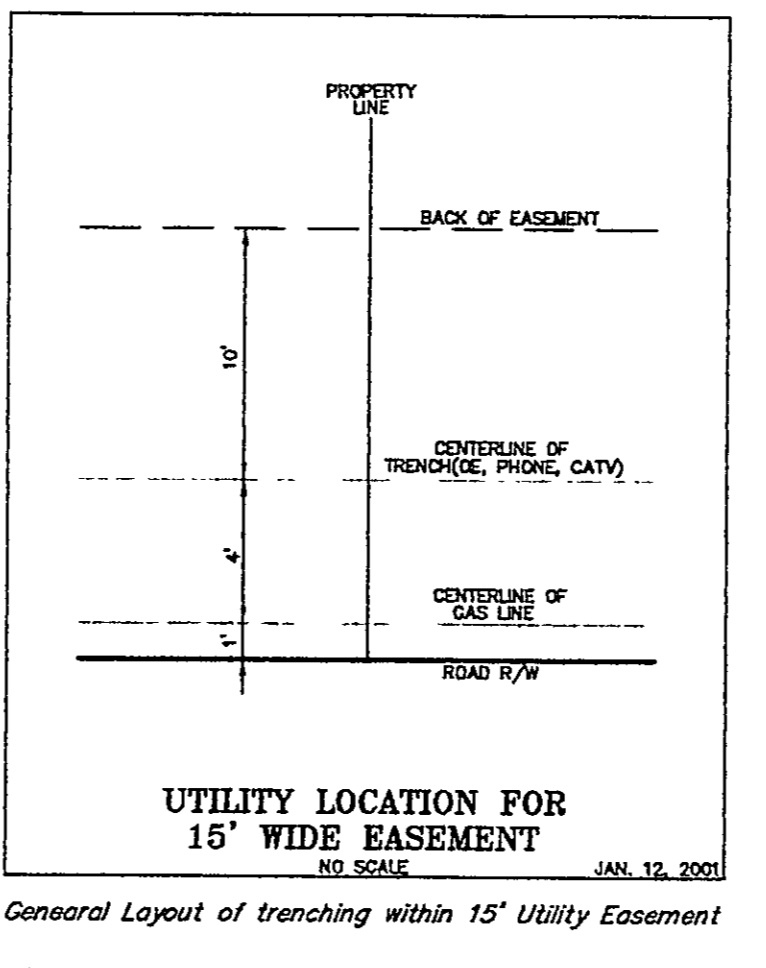 PROPERTY
LINE
BACK OF EASEMENT
10'
CENTERLINE OF
TRENCH(OE, PHONE, CATV)
4'
CENTERLINE OF
GAS LINE
1'
ROAD R/W
UTILITY LOCATION FOR
15' WIDE EASEMENT
NO SCALE
JAN. 12, 2001
Genearal Layout of trenching within 15' Utility Easement